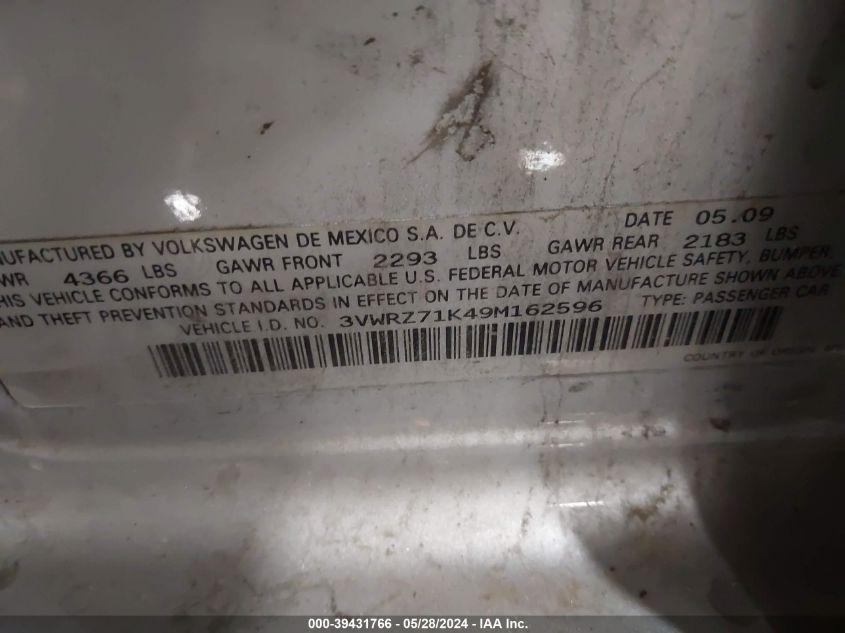 NUFACTURED BY VOLKSWAGEN DE MEXICO S.A. DE C.V. DATE 05.09
WR 4366 LBS GAWR FRONT 2293 LBS GAWR REAR 2183 LBS
HIS VEHICLE CONFORMS TO ALL APPLICABLE U.S. FEDERAL MOTOR VEHICLE SAFETY, BUMPER,
AND THEFT PREVENTION STANDARDS IN EFFECT ON THE DATE OF MANUFACTURE SHOWN ABOVE
VEHICLE I.D. NO. 3VWRZ71K49M162596 TYPE: PASSENGER CAR
COUNTRY OF ORIGIN
000-39431766 / 05/28/2024 - IAA Inc.